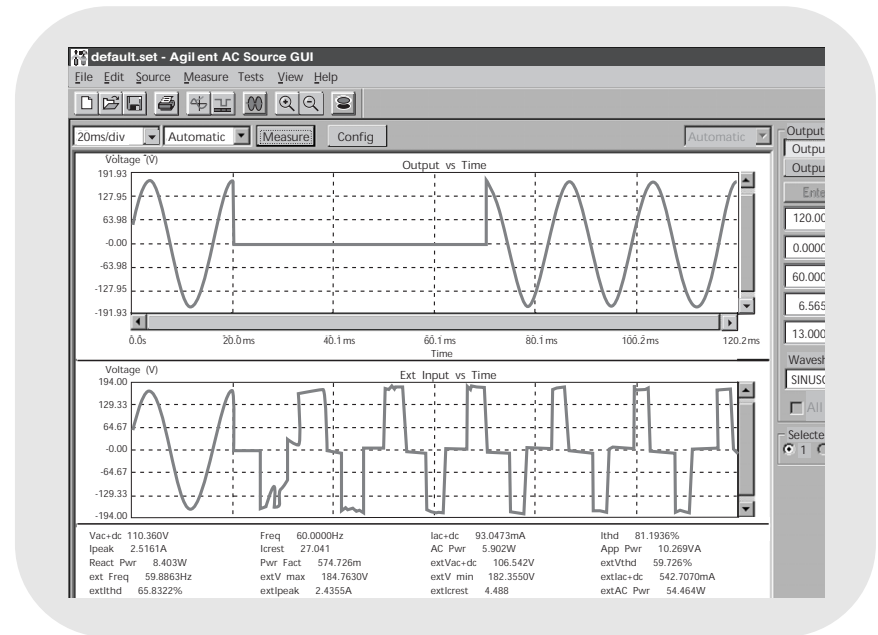 default.set - Agilent AC Source GUI
File Edit Source Measure Tests View Help
20ms/div Automatic Measure Config Automatic
Output
Outpu
Outpu
Ente
120.00
0.0000
60.000
6.565
13.000
Wavesh
SINUSO
All
Selecte
1
Voltage (V)
Output vs Time
191.93
127.95
63.98
-0.00
-63.98
-127.95
-191.93
0.0s 20.0ms 40.1ms 60.1ms 80.1ms 100.2ms 120.2ms
Time
Voltage (V)
Ext Input vs Time
194.00
129.33
64.67
-0.00
-64.67
-129.33
-194.00
Vac+dc 110.360V Freq 60.0000Hz Iac+dc 93.0473mA Ithd 81.1936%
Ipeak 2.5161A Icrest 27.041 AC Pwr 5.902W App Pwr 10.269VA
React Pwr 8.403W Pwr Fact 574.726m extVac+dc 106.542V extVthd 59.726%
ext Freq 59.8863Hz extV max 184.7630V extV min 182.3550V extIac+dc 542.7070mA
extIthd 65.8322% extIpeak 2.4355A extIcrest 4.488 extAC Pwr 54.464W